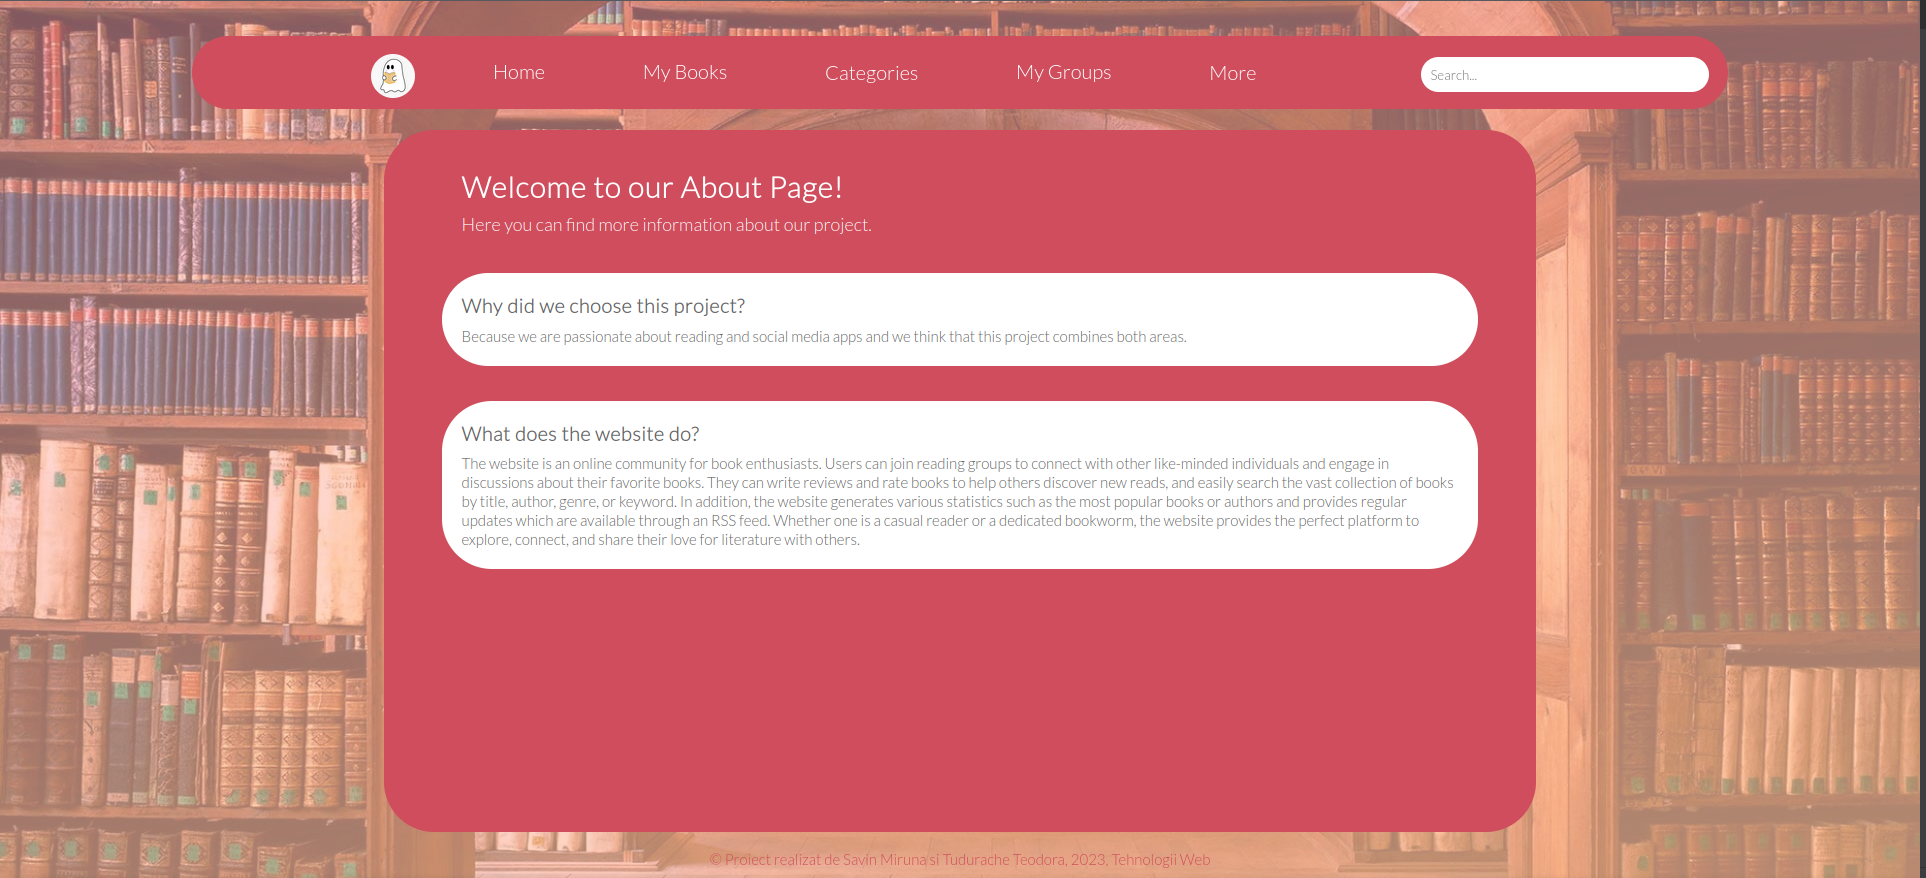 Home
My Books
Categories
My Groups
More
Search...
Welcome to our About Page!
Here you can find more information about our project.
Why did we choose this project?
Because we are passionate about reading and social media apps and we think that this project combines both areas.
What does the website do?
The website is an online community for book enthusiasts. Users can join reading groups to connect with other like-minded individuals and engage in
discussions about their favorite books. They can write reviews and rate books to help others discover new reads, and easily search the vast collection of books
by title, author, genre, or keyword. In addition, the website generates various statistics such as the most popular books or authors and provides regular
updates which are available through an RSS feed. Whether one is a casual reader or a dedicated bookworm, the website provides the perfect platform to
explore, connect, and share their love for literature with others.
© Proiect realizat de Savin Miruna si Tudurache Teodora, 2023, Tehnologii Web